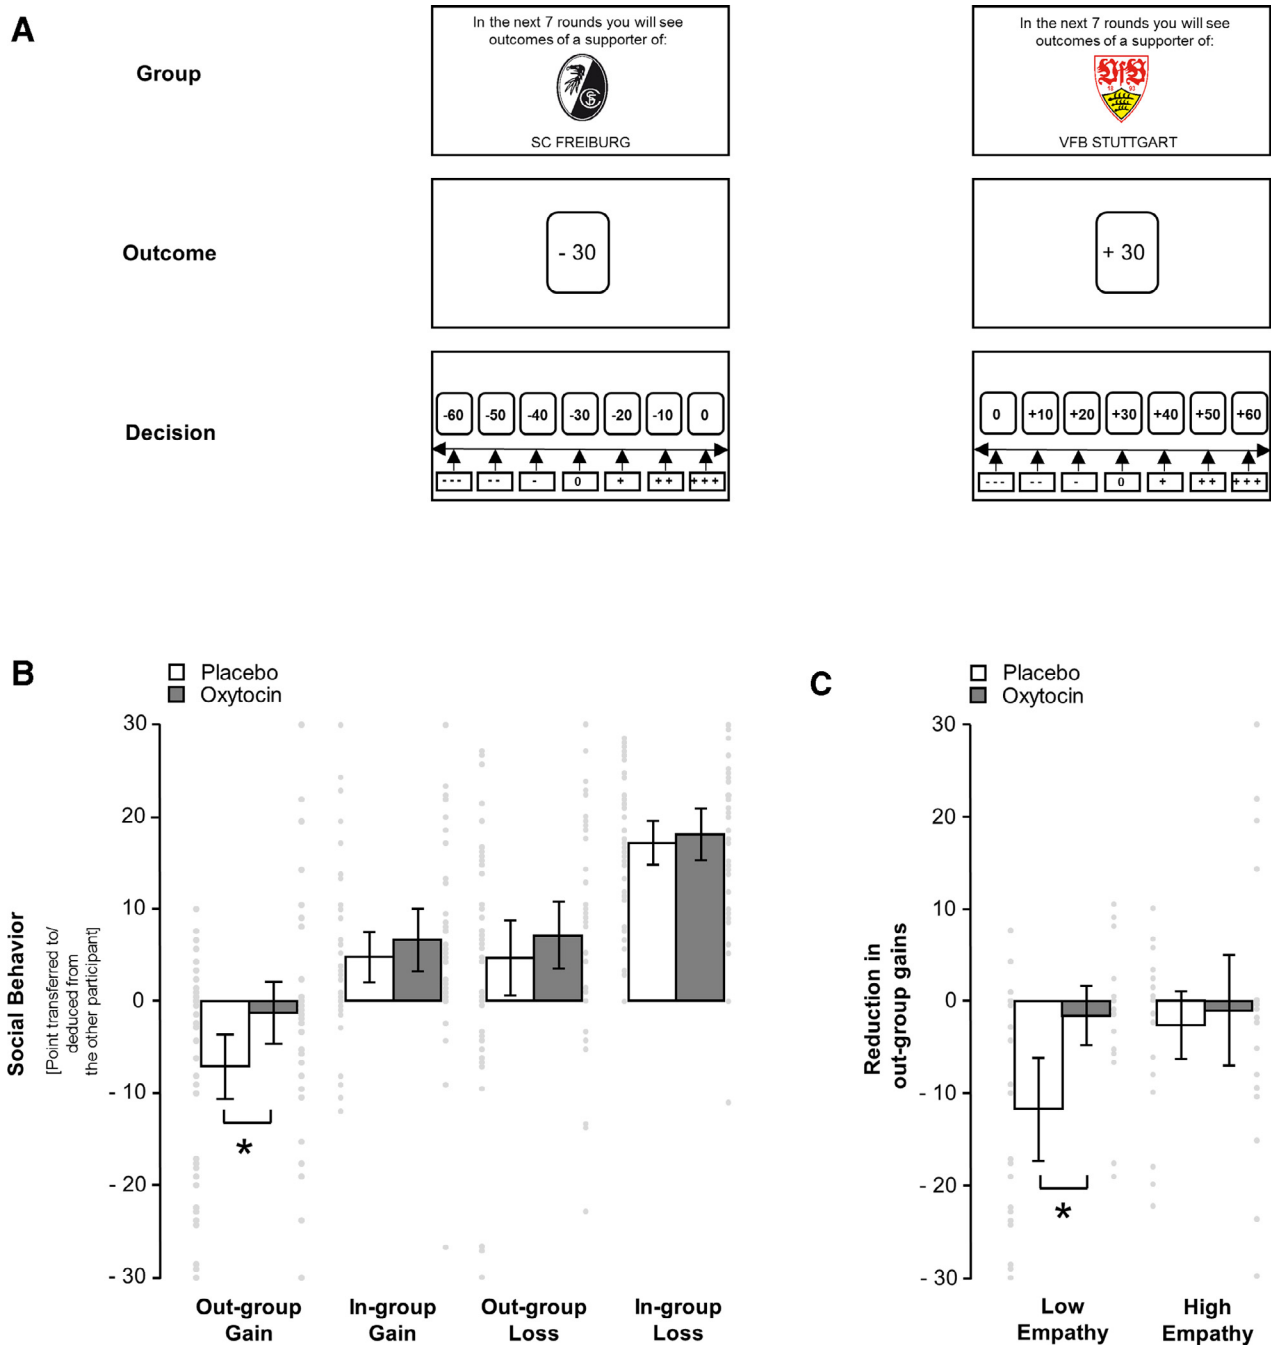 A
Group
In the next 7 rounds you will see
outcomes of a supporter of:
SC FREIBURG
In the next 7 rounds you will see
outcomes of a supporter of:
VfB
18 93
VFB STUTTGART
Outcome
- 30
+ 30
Decision
-60 -50 -40 -30 -20 -10 0
--- -- - 0 + ++ +++
0 +10 +20 +30 +40 +50 +60
--- -- - 0 + ++ +++
B
Placebo
Oxytocin
Social Behavior
[Point transferred to/
deduced from
the other participant]
30
20
10
0
- 10
- 20
- 30
*
Out-group
Gain
In-group
Gain
Out-group
Loss
In-group
Loss
C
Placebo
Oxytocin
Reduction in
out-group gains
30
20
10
0
- 10
- 20
- 30
*
Low
Empathy
High
Empathy